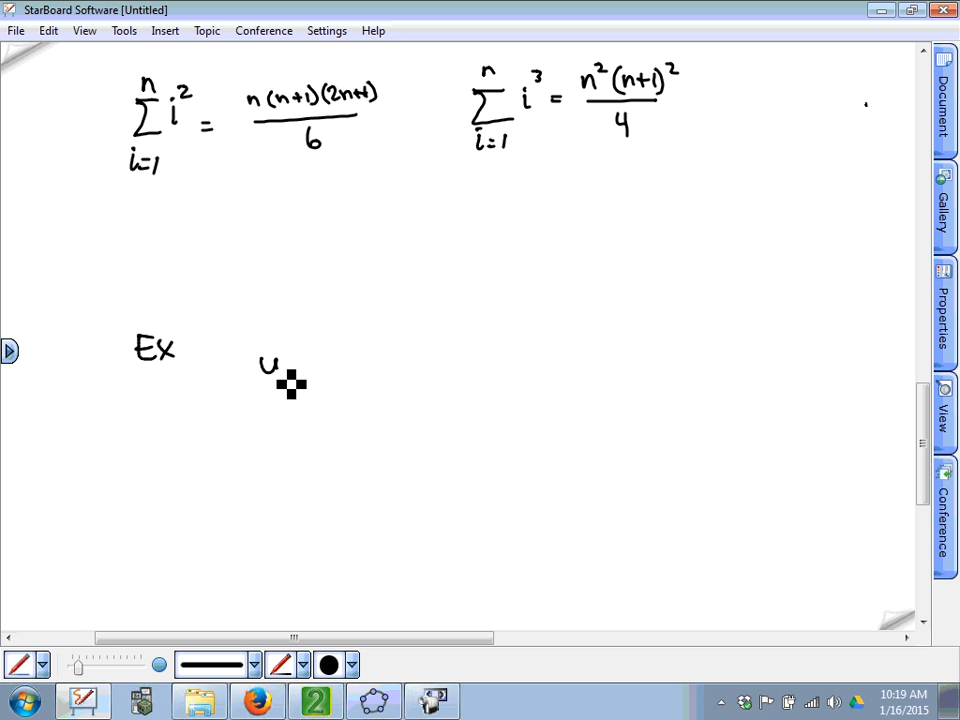 StarBoard Software [Untitled]
File Edit View Tools Insert Topic Conference Settings Help
n∑i=1 i² = n(n+1)(2n+1)/6
n∑i=1 i³ = n²(n+1)²/4
Ex
u
Document
Gallery
Properties
View
Conference
10:19 AM
1/16/2015